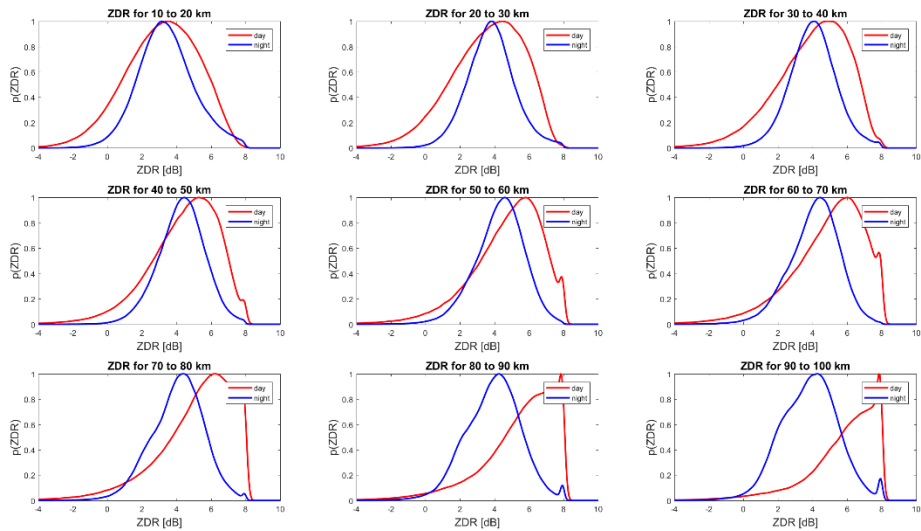 ZDR for 10 to 20 km
1
0.8
0.6
0.4
0.2
0
-4
-2
0
2
4
6
8
10
p(ZDR)
ZDR [dB]
day
night
ZDR for 20 to 30 km
1
0.8
0.6
0.4
0.2
0
-4
-2
0
2
4
6
8
10
p(ZDR)
ZDR [dB]
day
night
ZDR for 30 to 40 km
1
0.8
0.6
0.4
0.2
0
-4
-2
0
2
4
6
8
10
p(ZDR)
ZDR [dB]
day
night
ZDR for 40 to 50 km
1
0.8
0.6
0.4
0.2
0
-4
-2
0
2
4
6
8
10
p(ZDR)
ZDR [dB]
day
night
ZDR for 50 to 60 km
1
0.8
0.6
0.4
0.2
0
-4
-2
0
2
4
6
8
10
p(ZDR)
ZDR [dB]
day
night
ZDR for 60 to 70 km
1
0.8
0.6
0.4
0.2
0
-4
-2
0
2
4
6
8
10
p(ZDR)
ZDR [dB]
day
night
ZDR for 70 to 80 km
1
0.8
0.6
0.4
0.2
0
-4
-2
0
2
4
6
8
10
p(ZDR)
ZDR [dB]
day
night
ZDR for 80 to 90 km
1
0.8
0.6
0.4
0.2
0
-4
-2
0
2
4
6
8
10
p(ZDR)
ZDR [dB]
day
night
ZDR for 90 to 100 km
1
0.8
0.6
0.4
0.2
0
-4
-2
0
2
4
6
8
10
p(ZDR)
ZDR [dB]
day
night